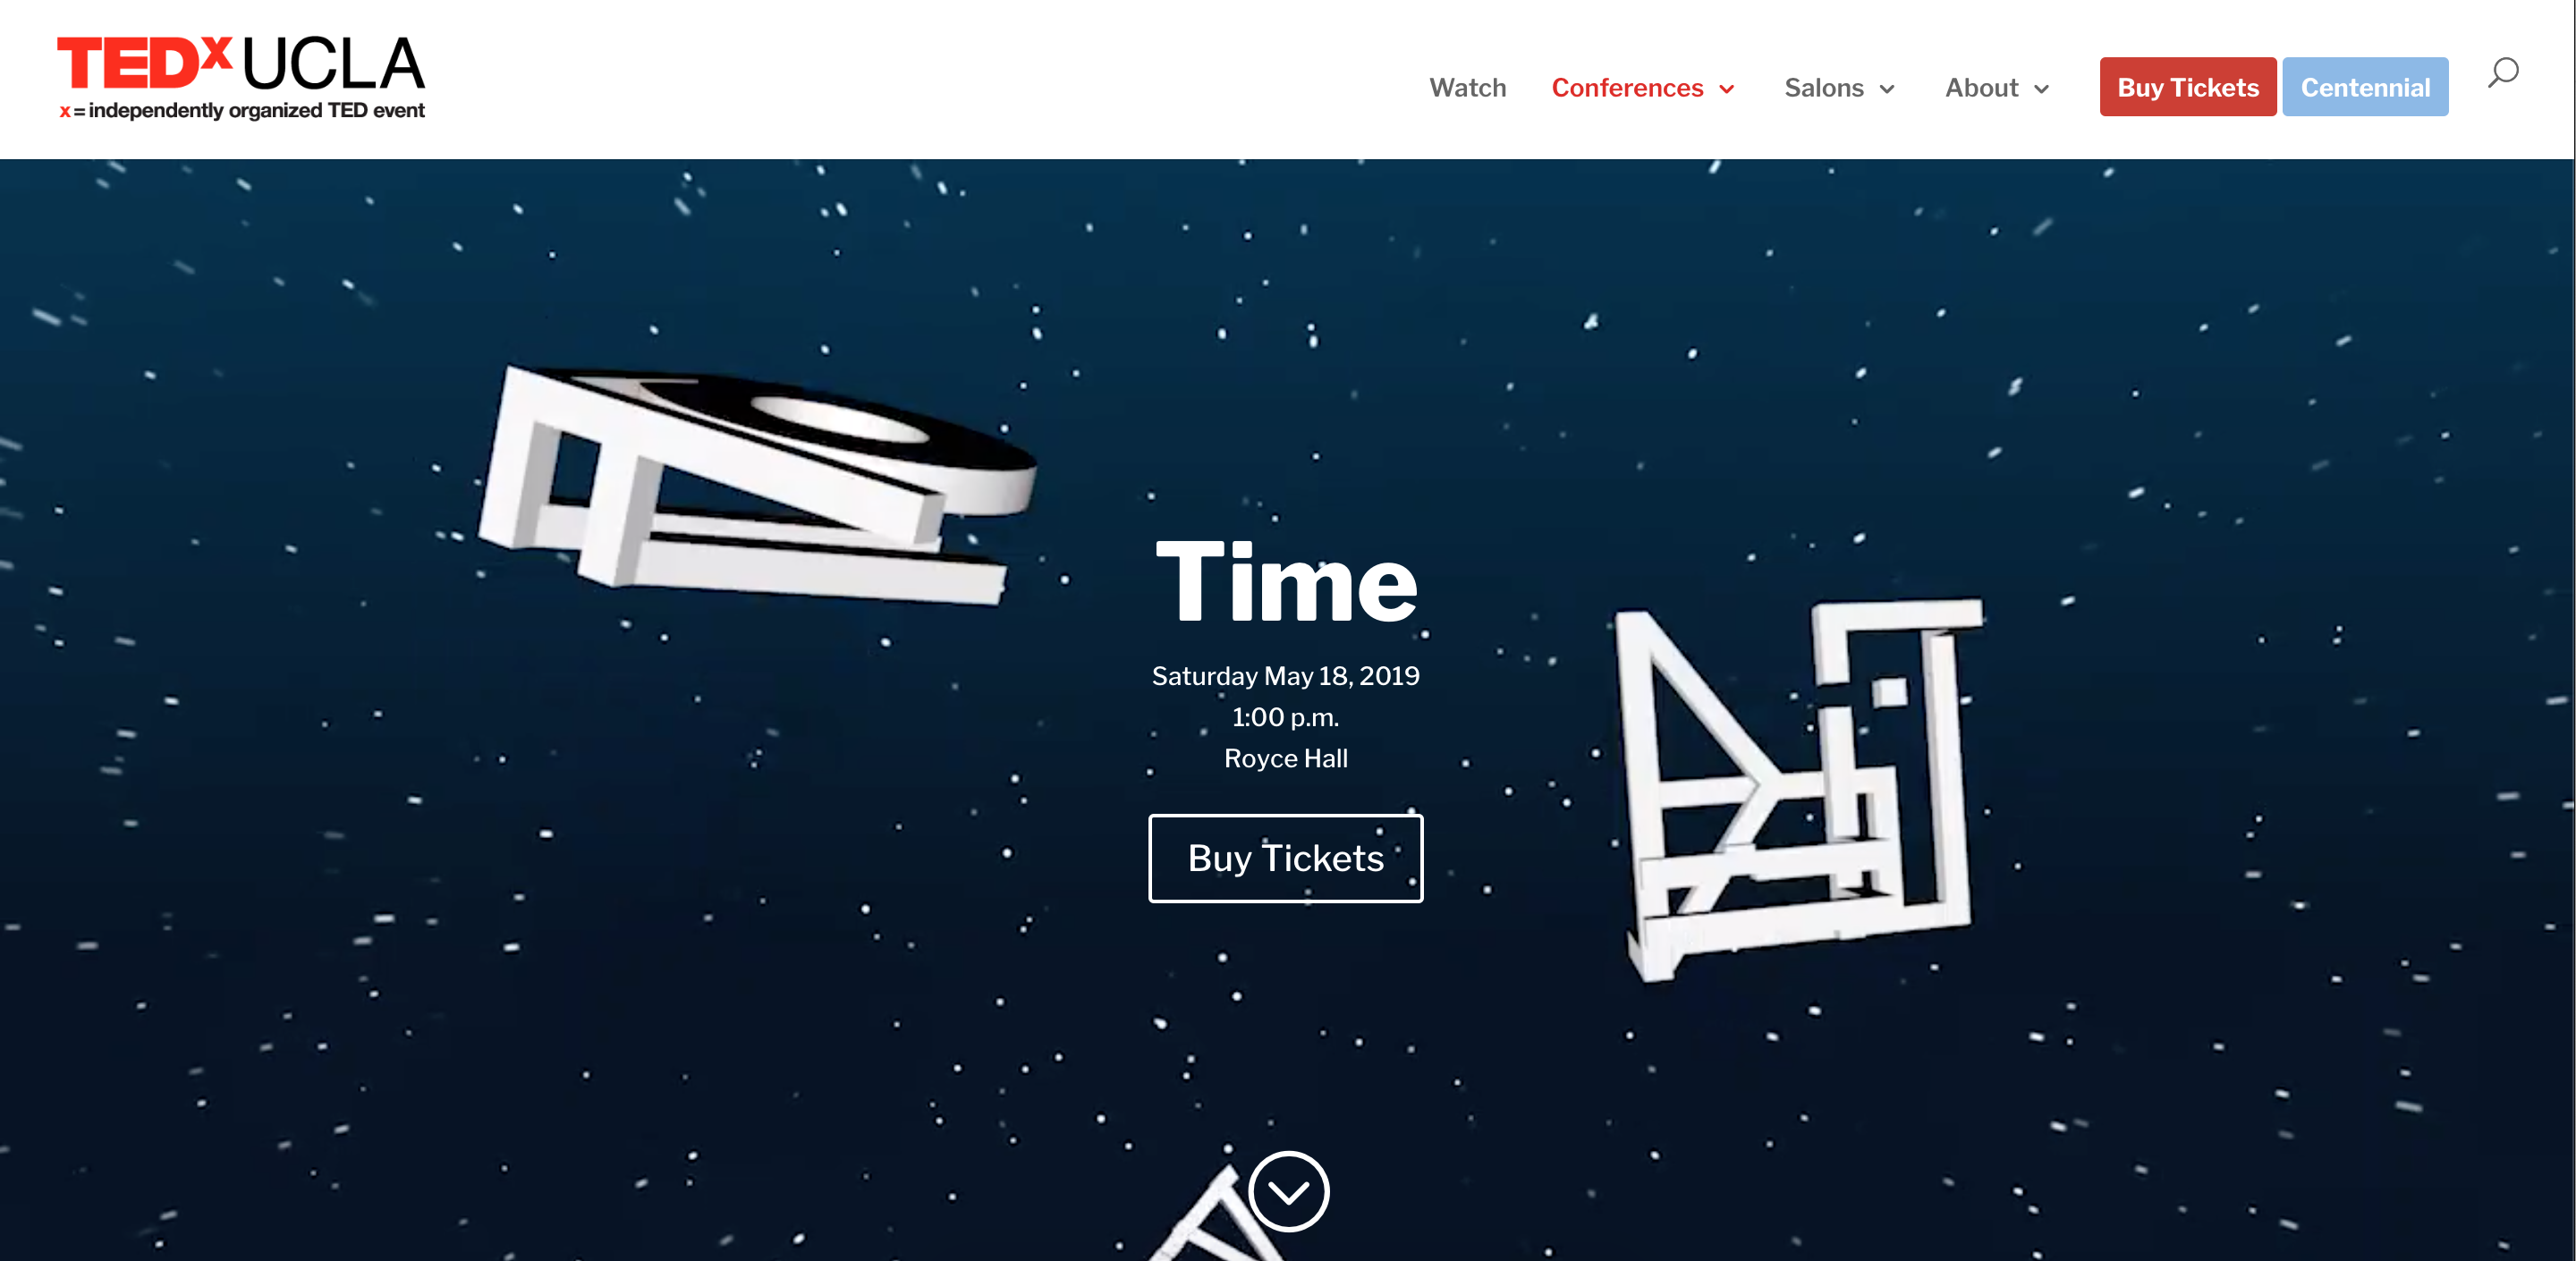 TEDxUCLA
x = independently organized TED event
Watch Conferences Salons About Buy Tickets Centennial
Time
Saturday May 18, 2019
1:00 p.m.
Royce Hall
Buy Tickets